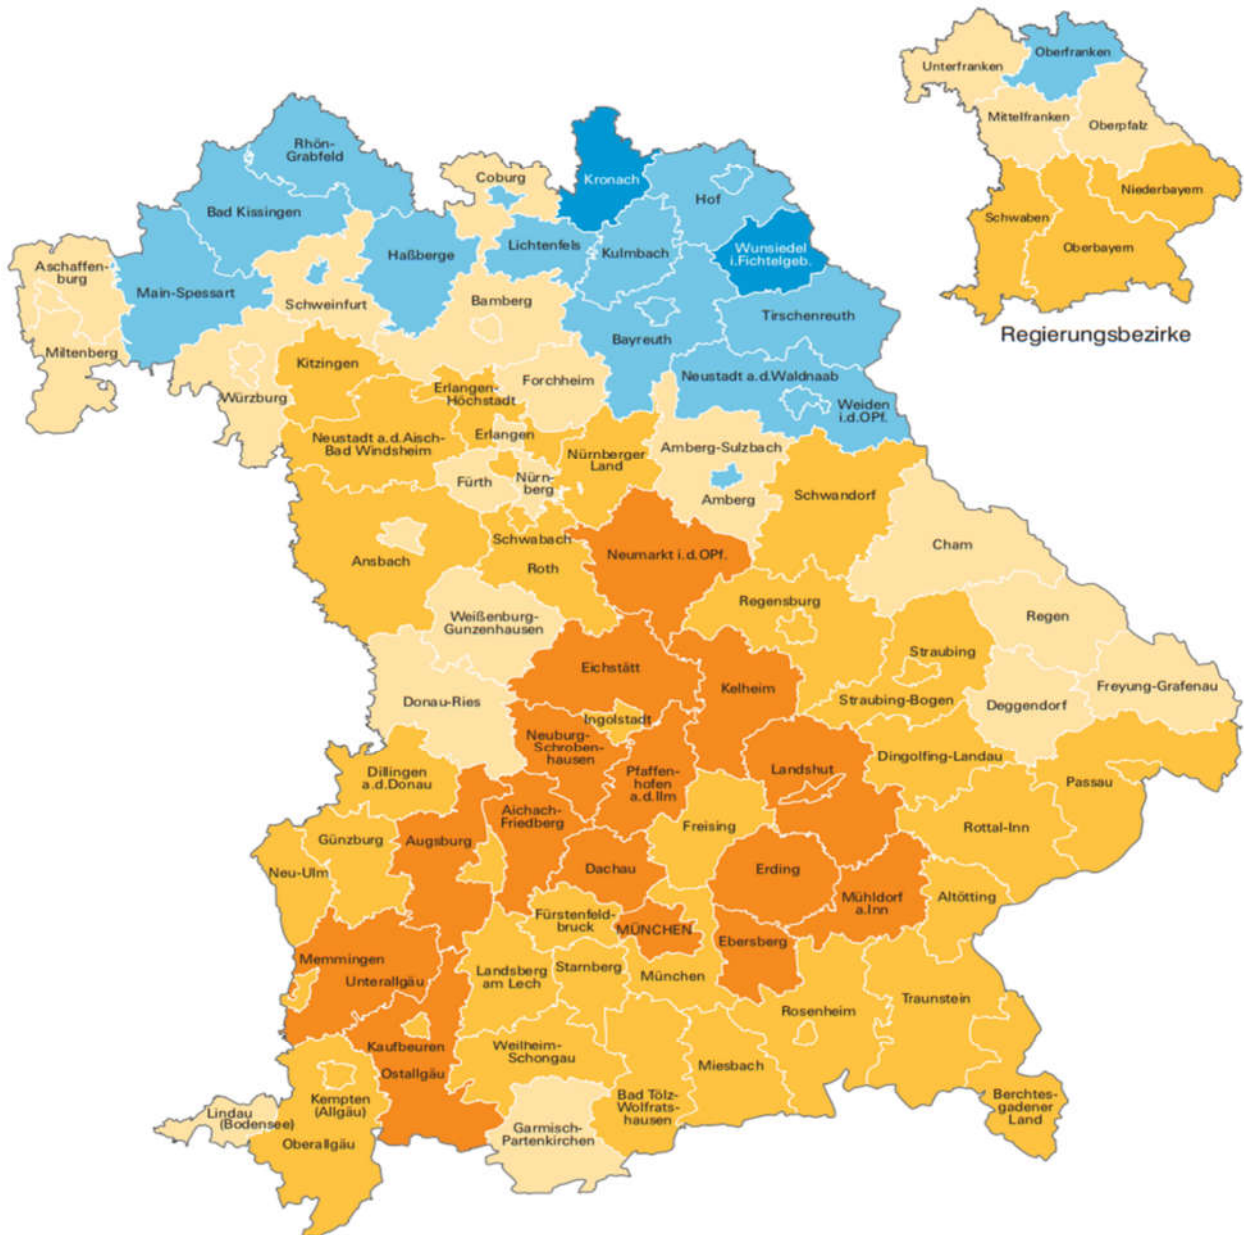 Oberfranken
Unterfranken
Mittelfranken
Oberpfalz
Niederbayern
Schwaben
Oberbayern
Regierungsbezirke
Rhön-
Grabfeld
Coburg
Kronach
Hof
Bad Kissingen
Haßberge
Lichtenfels
Kulmbach
Wunsiedel
i.Fichtelgeb.
Aschaffen-
burg
Main-Spessart
Schweinfurt
Bamberg
Tirschenreuth
Bayreuth
Miltenberg
Kitzingen
Forchheim
Neustadt a.d.Waldnaab
Würzburg
Erlangen-
Höchstadt
Weiden
i.d.OPf.
Neustadt a.d.Aisch-
Bad Windsheim
Erlangen
Nürnberger
Land
Amberg-Sulzbach
Fürth
Nürn-
berg
Amberg
Schwandorf
Schwabach
Neumarkt i.d.OPf.
Cham
Ansbach
Roth
Regensburg
Weißenburg-
Gunzenhausen
Regen
Eichstätt
Straubing
Kelheim
Freyung-Grafenau
Donau-Ries
Straubing-Bogen
Deggendorf
Ingolstadt
Neuburg-
Schroben-
hausen
Dingolfing-Landau
Dillingen
a.d.Donau
Pfaffen-
hofen
a.d.Ilm
Landshut
Passau
Aichach-
Friedberg
Freising
Rottal-Inn
Günzburg
Augsburg
Neu-Ulm
Dachau
Erding
Mühldorf
a.Inn
Altötting
Fürstenfeld-
bruck
MÜNCHEN
Ebersberg
Memmingen
Unterallgäu
Landsberg
am Lech
Starnberg
München
Traunstein
Rosenheim
Kaufbeuren
Weilheim-
Schongau
Ostallgäu
Miesbach
Kempten
(Allgäu)
Bad Tölz-
Wolfrats-
hausen
Berchtes-
gadener
Land
Lindau
(Bodensee)
Oberallgäu
Garmisch-
Partenkirchen